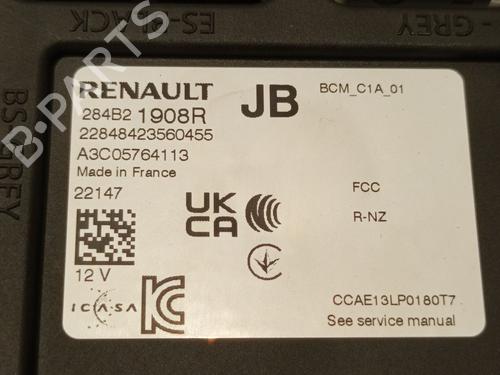 ES-BLACK
- GREY
BS-GREY
RENAULT
JB
BCM_C1A_01
284B2 1908R
22848423560455
A3C05764113
Made in France
22147
FCC
R-NZ
UK
CA
12 V
ICASA
CCAE13LP0180T7
See service manual
B-PARTS